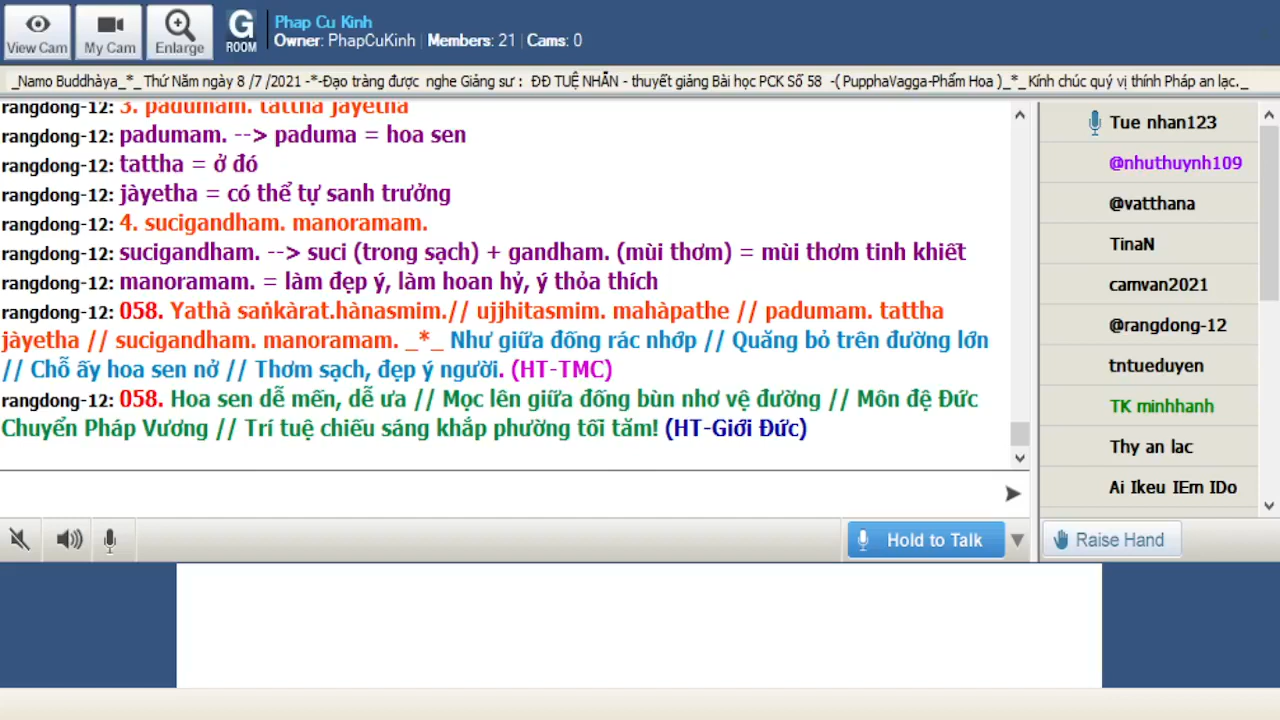 View Cam
My Cam
Enlarge
G
ROOM
Phap Cu Kinh
Owner: PhapCuKinh | Members: 21 | Cams: 0
_Namo Buddhàya_*_ Thứ Năm ngày 8 /7 /2021 -*-Đạo tràng được nghe Giảng sư : ĐĐ TUỆ NHẪN - thuyết giảng Bài học PCK Số 58 -( PupphaVagga-Phẩm Hoa )_*_Kính chúc quý vị thính Pháp an lạc._
rangdong-12: 3. padumam. tattha jàyetha
rangdong-12: padumam. --> paduma = hoa sen
rangdong-12: tattha = ở đó
rangdong-12: jàyetha = có thể tự sanh trưởng
rangdong-12: 4. sucigandham. manoramam.
rangdong-12: sucigandham. --> suci (trong sạch) + gandham. (mùi thơm) = mùi thơm tinh khiết
rangdong-12: manoramam. = làm đẹp ý, làm hoan hỷ, ý thỏa thích
rangdong-12: 058. Yathà saṅkàrat.hànasmim.// ujjhitasmim. mahàpathe // padumam. tattha
jàyetha // sucigandham. manoramam. _*_ Như giữa đống rác nhớp // Quăng bỏ trên đường lớn
// Chỗ ấy hoa sen nở // Thơm sạch, đẹp ý người. (HT-TMC)
rangdong-12: 058. Hoa sen dễ mến, dễ ưa // Mọc lên giữa đống bùn nhơ vệ đường // Môn đệ Đức
Chuyển Pháp Vương // Trí tuệ chiếu sáng khắp phường tối tăm! (HT-Giới Đức)
Tue nhan123
@nhuthuynh109
@vatthana
TinaN
camvan2021
@rangdong-12
tntueduyen
TK minhhanh
Thy an lac
Ai Ikeu IEm IDo
Hold to Talk
Raise Hand